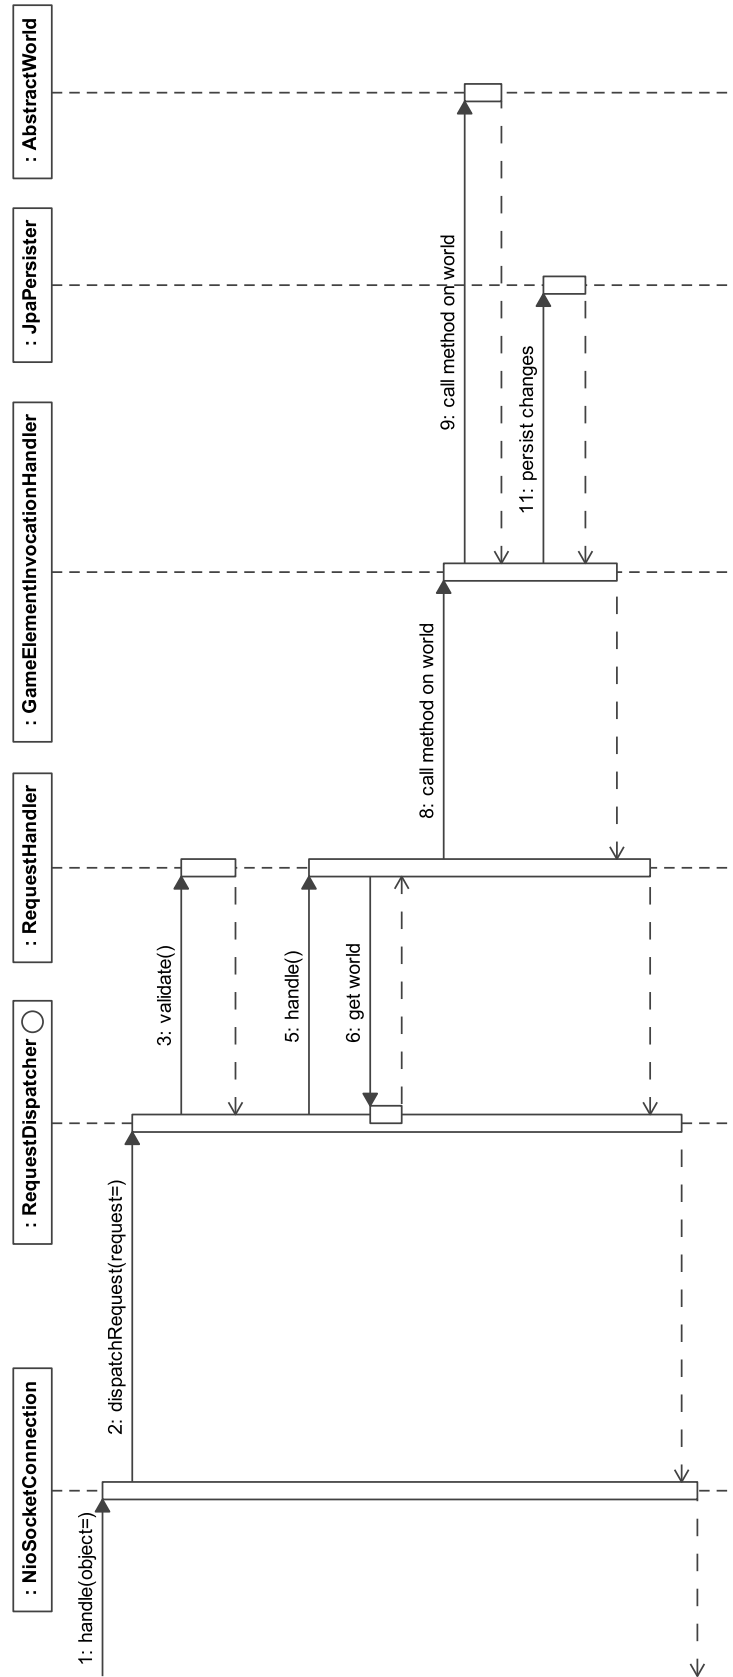 : NioSocketConnection
: RequestDispatcher
: RequestHandler
: GameElementInvocationHandler
: JpaPersister
: AbstractWorld
1: handle(object=)
2: dispatchRequest(request=)
3: validate()
5: handle()
6: get world
8: call method on world
9: call method on world
11: persist changes